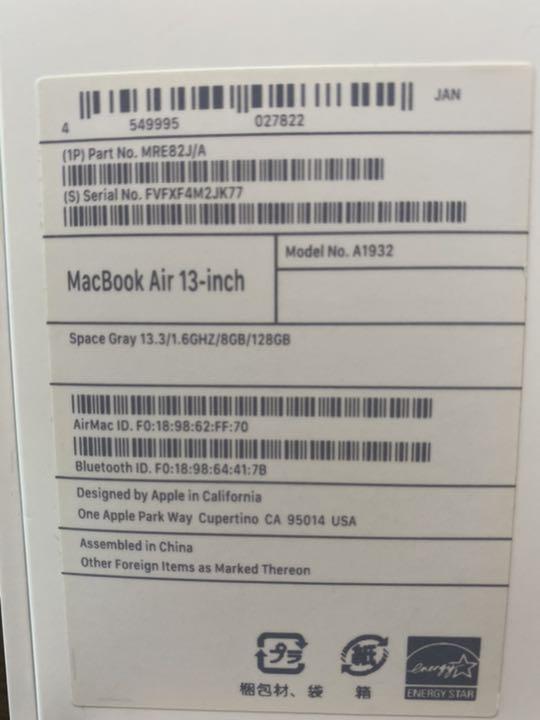 JAN
4 549995 027822
(1P) Part No. MRE82J/A
(S) Serial No. FVFXF4M2JK77
MacBook Air 13-inch
Model No. A1932
Space Gray 13.3/1.6GHZ/8GB/128GB
AirMac ID. F0:18:98:62:FF:70
Bluetooth ID. F0:18:98:64:41:7B
Designed by Apple in California
One Apple Park Way Cupertino CA 95014 USA
Assembled in China
Other Foreign Items as Marked Thereon
プラ
紙
energy
梱包材、袋
箱
ENERGY STAR